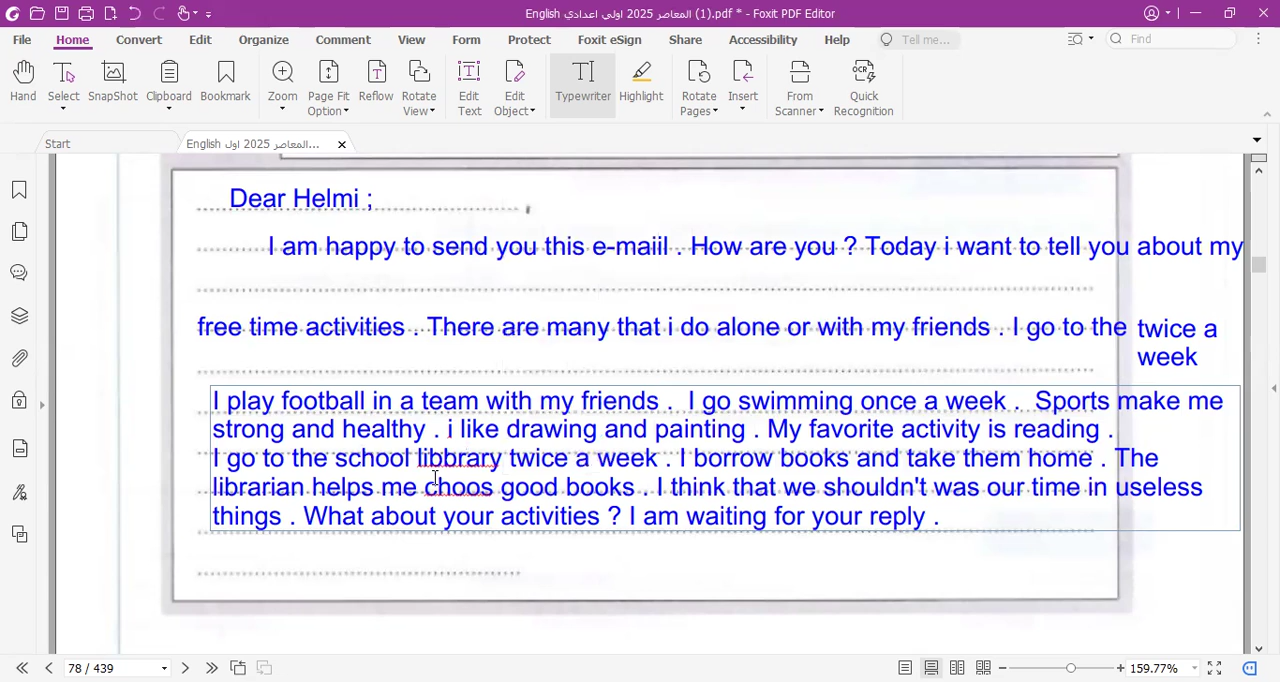 English المعاصر 2025 اولي اعدادي (1).pdf * - Foxit PDF Editor
File Home Convert Edit Organize Comment View Form Protect Foxit eSign Share Accessibility Help Tell me... Find
Hand Select SnapShot Clipboard Bookmark Zoom Page Fit Option Reflow Rotate View Edit Text Edit Object Typewriter Highlight Rotate Pages Insert From Scanner Quick Recognition
Start English المعاصر 2025 اول...
Dear Helmi ;
I am happy to send you this e-maiil . How are you ? Today i want to tell you about my
free time activities . There are many that i do alone or with my friends . I go to the twice a
week
I play football in a team with my friends . I go swimming once a week . Sports make me
strong and healthy . i like drawing and painting . My favorite activity is reading .
I go to the school libbrary twice a week . I borrow books and take them home . The
librarian helps me choos good books . I think that we shouldn't was our time in useless
things . What about your activities ? I am waiting for your reply .
78 / 439 159.77%